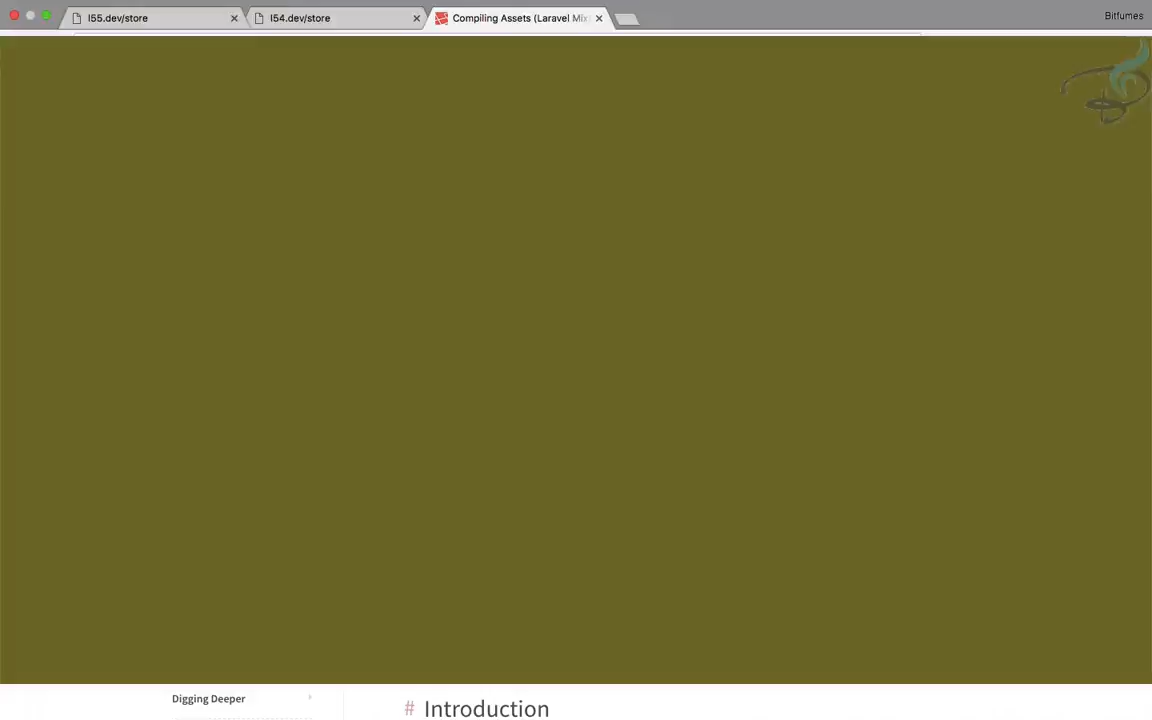 l55.dev/store
l54.dev/store
Compiling Assets (Laravel Mix
Bitfumes
Digging Deeper
# Introduction